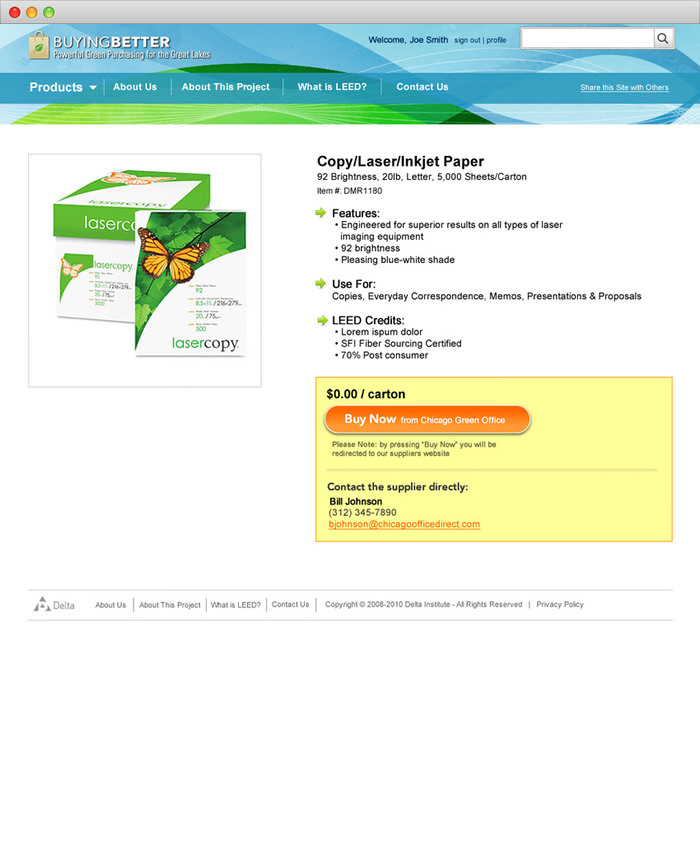 BUYINGBETTER
Powerful Green Purchasing for the Great Lakes
Welcome, Joe Smith sign out | profile
Products About Us About This Project What is LEED? Contact Us
Share this Site with Others
Copy/Laser/Inkjet Paper
92 Brightness, 20lb, Letter, 5,000 Sheets/Carton
Item #: DMR1180
Features:
• Engineered for superior results on all types of laser
imaging equipment
• 92 brightness
• Pleasing blue-white shade
Use For:
Copies, Everyday Correspondence, Memos, Presentations & Proposals
LEED Credits:
• Lorem ispum dolor
• SFI Fiber Sourcing Certified
• 70% Post consumer
lasercopy
lasercopy
92
8.5x11 / 216x279
20 / 75
500
lasercopy
$0.00 / carton
Buy Now from Chicago Green Office
Please Note: by pressing "Buy Now" you will be
redirected to our suppliers website
Contact the supplier directly:
Bill Johnson
(312) 345-7890
bjohnson@chicagoofficedirect.com
Delta About Us | About This Project | What is LEED? | Contact Us | Copyright © 2008-2010 Delta Institute - All Rights Reserved | Privacy Policy